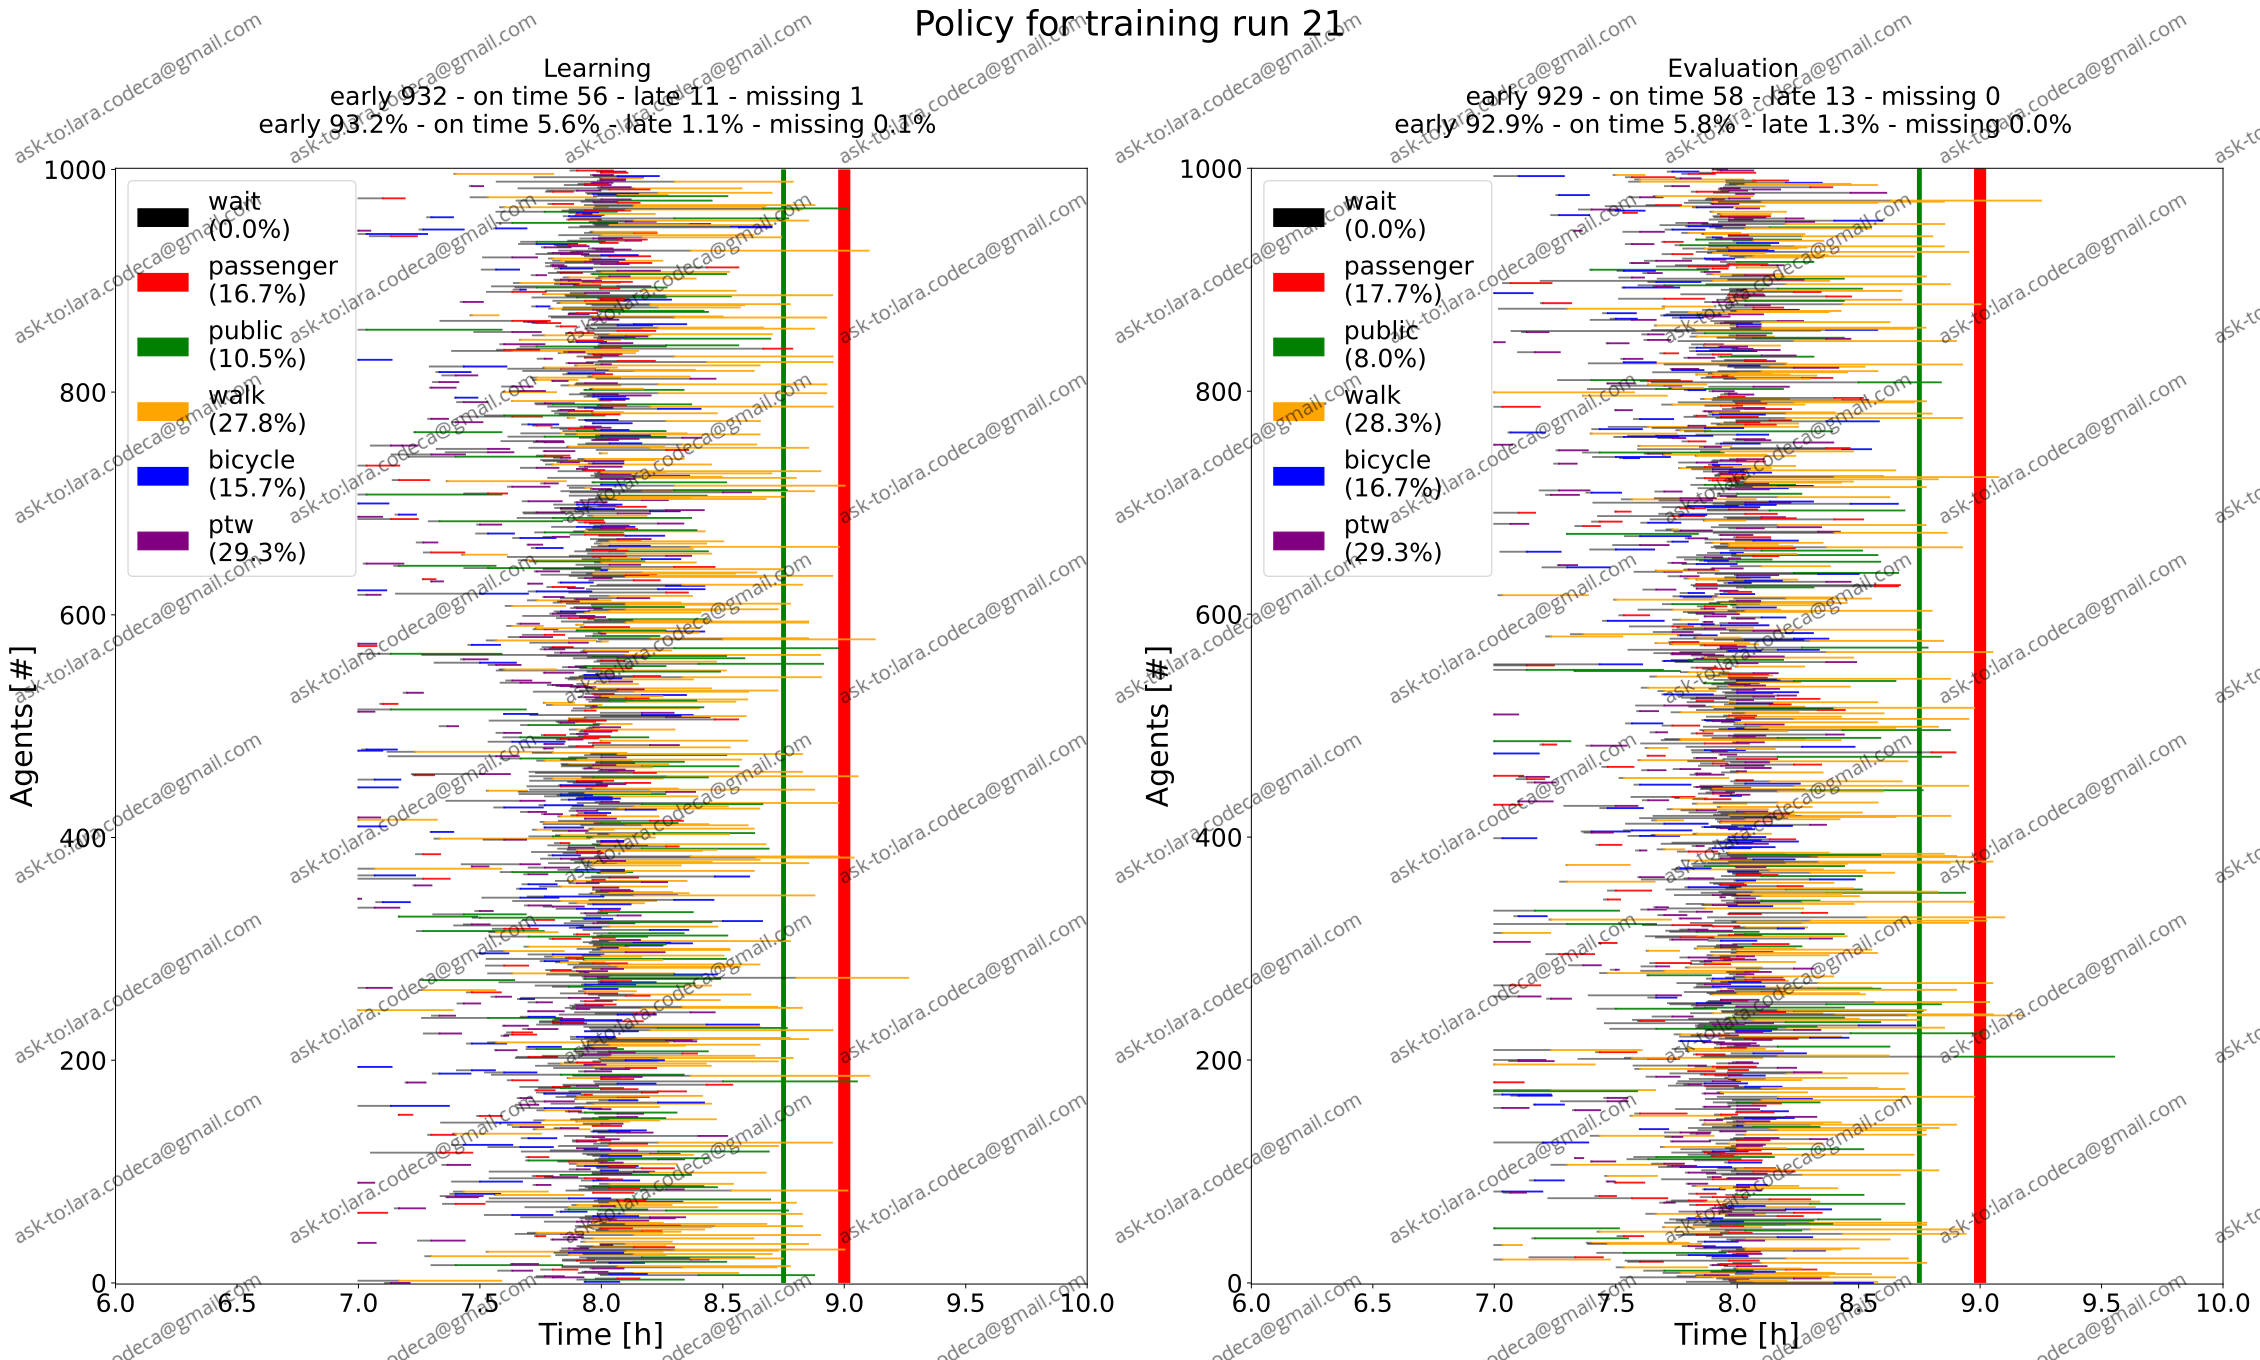 Policy for training run 21
Learning
early 932 - on time 56 - late 11 - missing 1
early 93.2% - on time 5.6% - late 1.1% - missing 0.1%
1000
800
600
400
200
0
Agents [#]
wait
(0.0%)
passenger
(16.7%)
public
(10.5%)
walk
(27.8%)
bicycle
(15.7%)
ptw
(29.3%)
6.0 6.5 7.0 7.5 8.0 8.5 9.0 9.5 10.0
Time [h]
Evaluation
early 929 - on time 58 - late 13 - missing 0
early 92.9% - on time 5.8% - late 1.3% - missing 0.0%
1000
800
600
400
200
0
Agents [#]
wait
(0.0%)
passenger
(17.7%)
public
(8.0%)
walk
(28.3%)
bicycle
(16.7%)
ptw
(29.3%)
6.0 6.5 7.0 7.5 8.0 8.5 9.0 9.5 10.0
Time [h]
ask-to:lara.codeca@gmail.com